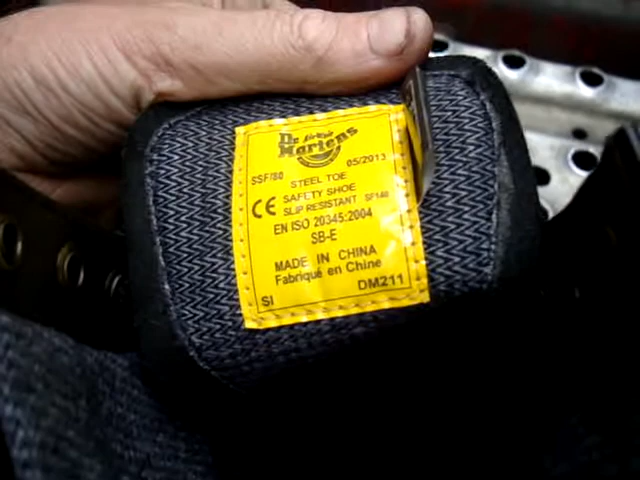 Dr. AirWair
Martens
SSF/80 05/2013
STEEL TOE
SAFETY SHOE
CE SLIP RESISTANT SF140
EN ISO 20345:2004
SB-E
MADE IN CHINA
Fabriqué en Chine
SI DM211